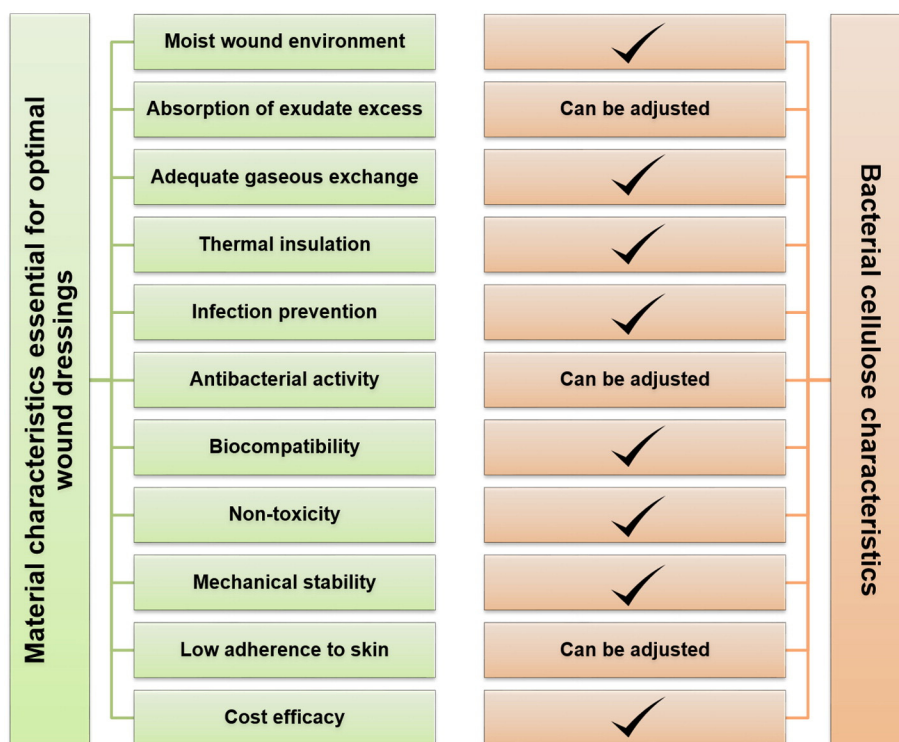 Material characteristics essential for optimal
wound dressings
Moist wound environment
✓
Absorption of exudate excess
Can be adjusted
Adequate gaseous exchange
✓
Thermal insulation
✓
Infection prevention
✓
Antibacterial activity
Can be adjusted
Biocompatibility
✓
Non-toxicity
✓
Mechanical stability
✓
Low adherence to skin
Can be adjusted
Cost efficacy
✓
Bacterial cellulose characteristics